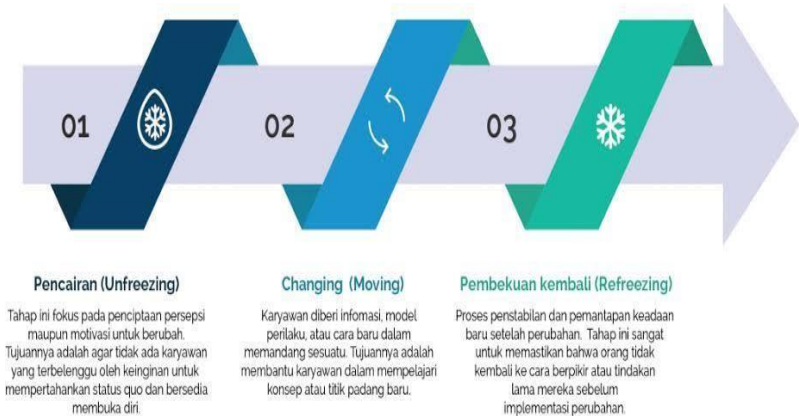 01
02
03
Pencairan (Unfreezing)
Tahap ini fokus pada penciptaan persepsi
maupun motivasi untuk berubah.
Tujuannya adalah agar tidak ada karyawan
yang terbelenggu oleh keinginan untuk
mempertahankan status quo dan bersedia
membuka diri.
Changing (Moving)
Karyawan diberi infomasi, model
perilaku, atau cara baru dalam
memandang sesuatu. Tujuannya adalah
membantu karyawan dalam mempelajari
konsep atau titik padang baru.
Pembekuan kembali (Refreezing)
Proses penstabilan dan pemantapan keadaan
baru setelah perubahan. Tahap ini sangat
untuk memastikan bahwa orang tidak
kembali ke cara berpikir atau tindakan
lama mereka sebelum
implementasi perubahan.